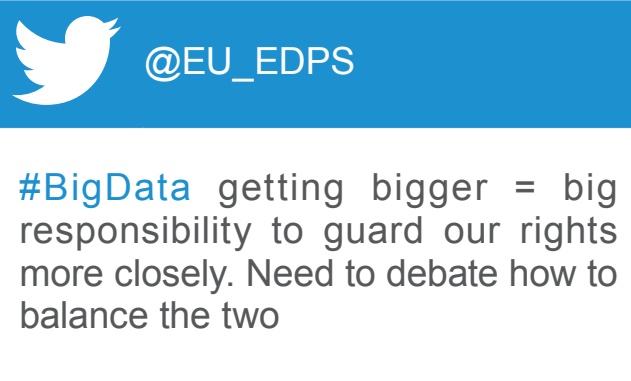 @EU_EDPS
#BigData getting bigger = big
responsibility to guard our rights
more closely. Need to debate how to
balance the two